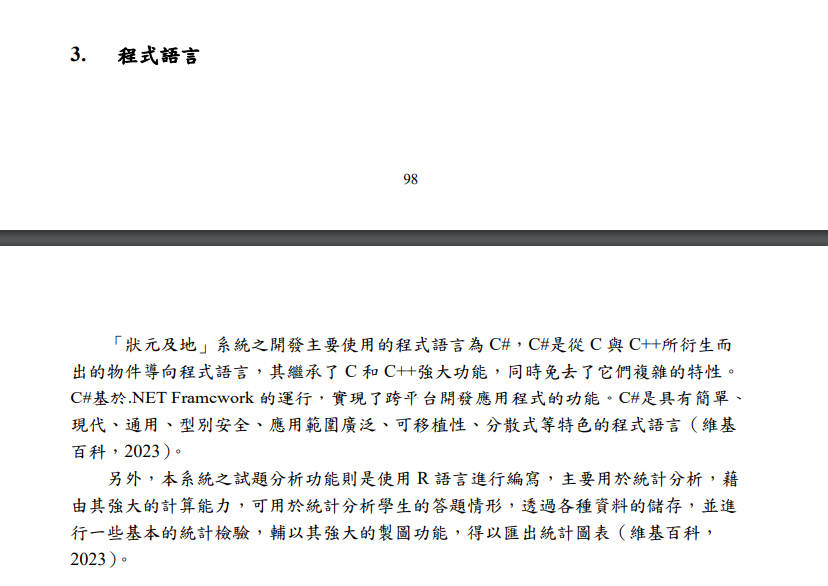 3. 程式語言
98
「狀元及地」系統之開發主要使用的程式語言為 C#，C#是從 C 與 C++所衍生而
出的物件導向程式語言，其繼承了 C 和 C++強大功能，同時免去了它們複雜的特性。
C#基於.NET Framework 的運行，實現了跨平台開發應用程式的功能。C#是具有簡單、
現代、通用、型別安全、應用範圍廣泛、可移植性、分散式等特色的程式語言（維基
百科，2023）。
另外，本系統之試題分析功能則是使用 R 語言進行編寫，主要用於統計分析，藉
由其強大的計算能力，可用於統計分析學生的答題情形，透過各種資料的儲存，並進
行一些基本的統計檢驗，輔以其強大的製圖功能，得以匯出統計圖表（維基百科，
2023）。